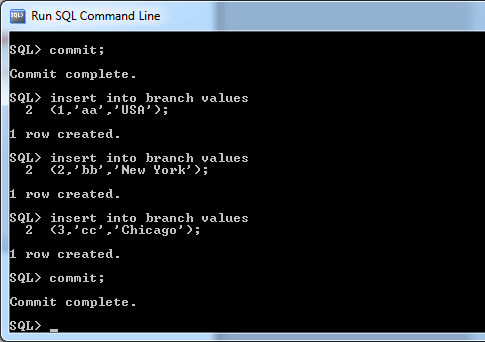 Run SQL Command Line
SQL> commit;
Commit complete.
SQL> insert into branch values
2 (1,'aa','USA');
1 row created.
SQL> insert into branch values
2 (2,'bb','New York');
1 row created.
SQL> insert into branch values
2 (3,'cc','Chicago');
1 row created.
SQL> commit;
Commit complete.
SQL> _